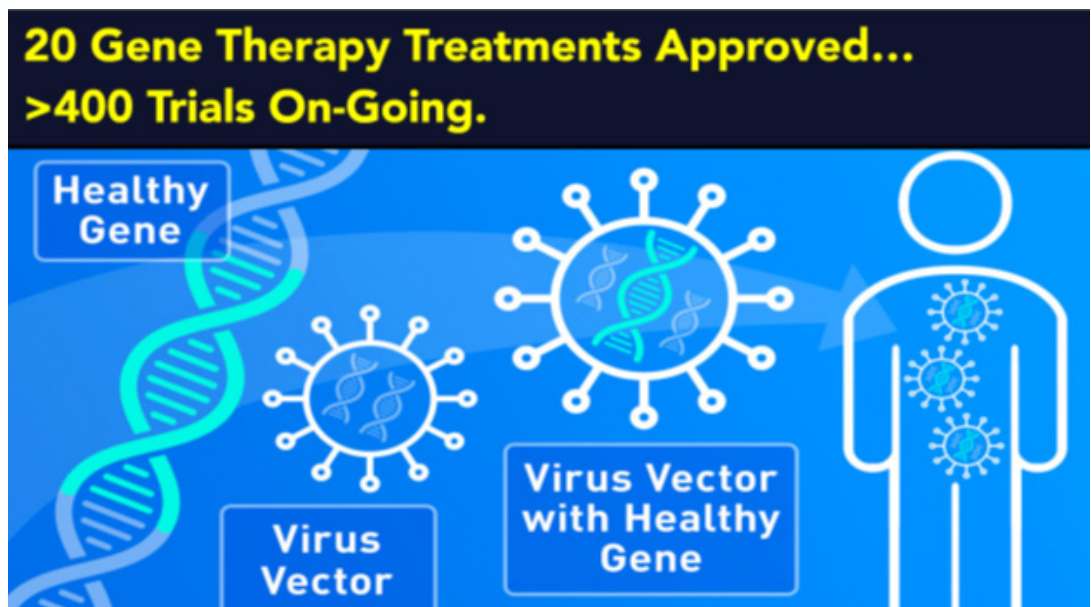 20 Gene Therapy Treatments Approved...
>400 Trials On-Going.
Healthy
Gene
Virus
Vector
Virus Vector
with Healthy
Gene